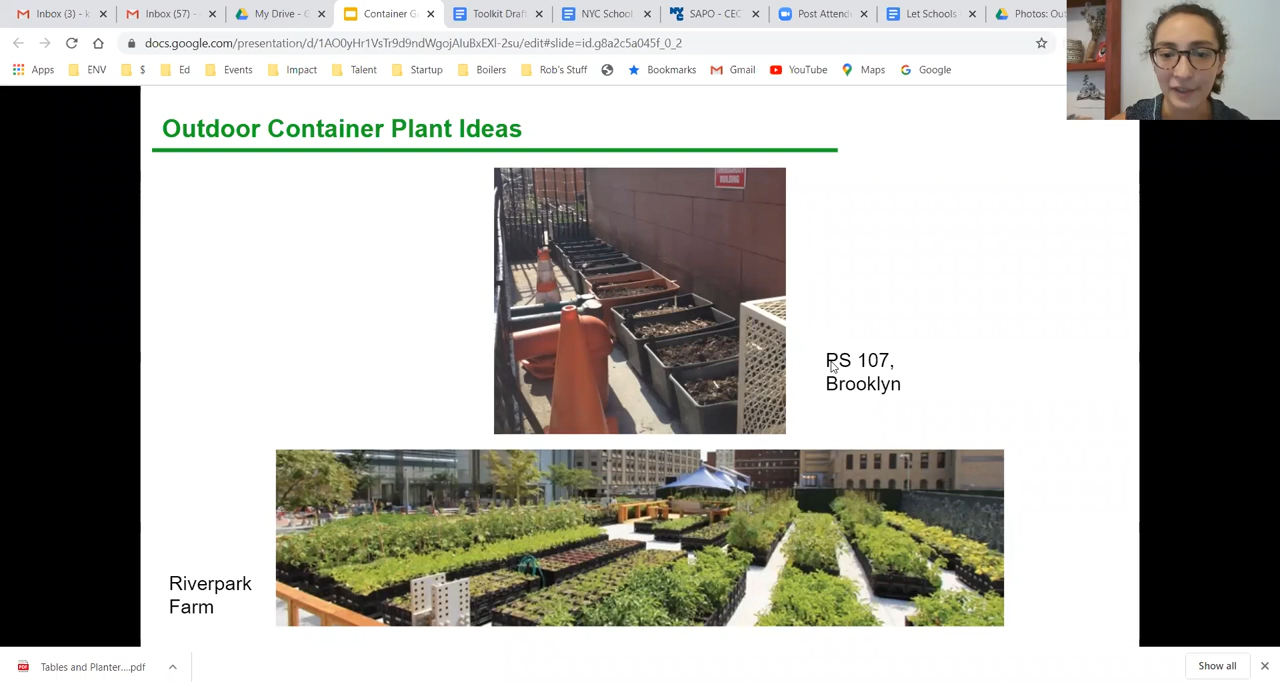 Inbox (3) - k
Inbox (57) -
My Drive - G
Container G
Toolkit Draf
NYC School
SAPO - CEC
Post Attend
Let Schools
Photos: Out
docs.google.com/presentation/d/1AO0yHr1VsTr9d9ndWgojAIuBxEXl-2su/edit#slide=id.g8a2c5a045f_0_2
Apps ENV $ Ed Events Impact Talent Startup Boilers Rob's Stuff Bookmarks Gmail YouTube Maps Google
Outdoor Container Plant Ideas
PS 107,
Brooklyn
Riverpark
Farm
Tables and Planter....pdf
Show all